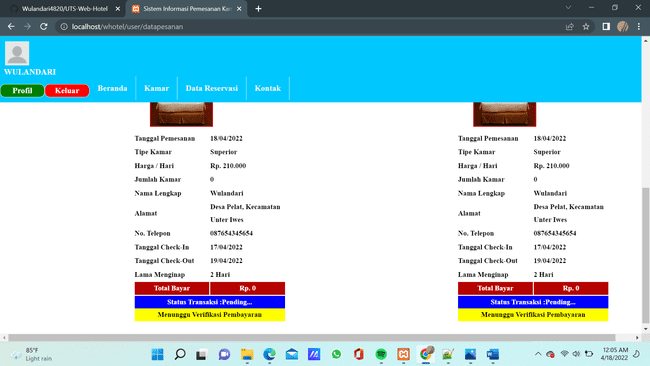 Wulandari4820/UTS-Web-Hotel
Sistem Informasi Pemesanan Ka
localhost/whotel/user/datapesanan
WULANDARI
Profil Keluar Beranda Kamar Data Reservasi Kontak
Tanggal Pemesanan 18/04/2022
Tipe Kamar Superior
Harga / Hari Rp. 210.000
Jumlah Kamar 0
Nama Lengkap Wulandari
Alamat Desa Pelat, Kecamatan
Unter Iwes
No. Telepon 087654345654
Tanggal Check-In 17/04/2022
Tanggal Check-Out 19/04/2022
Lama Menginap 2 Hari
Total Bayar Rp. 0
Status Transaksi :Pending...
Menunggu Verifikasi Pembayaran
Tanggal Pemesanan 18/04/2022
Tipe Kamar Superior
Harga / Hari Rp. 210.000
Jumlah Kamar 0
Nama Lengkap Wulandari
Alamat Desa Pelat, Kecamatan
Unter Iwes
No. Telepon 087654345654
Tanggal Check-In 17/04/2022
Tanggal Check-Out 19/04/2022
Lama Menginap 2 Hari
Total Bayar Rp. 0
Status Transaksi :Pending...
Menunggu Verifikasi Pembayaran
85°F
Light rain
12:05 AM
4/18/2022